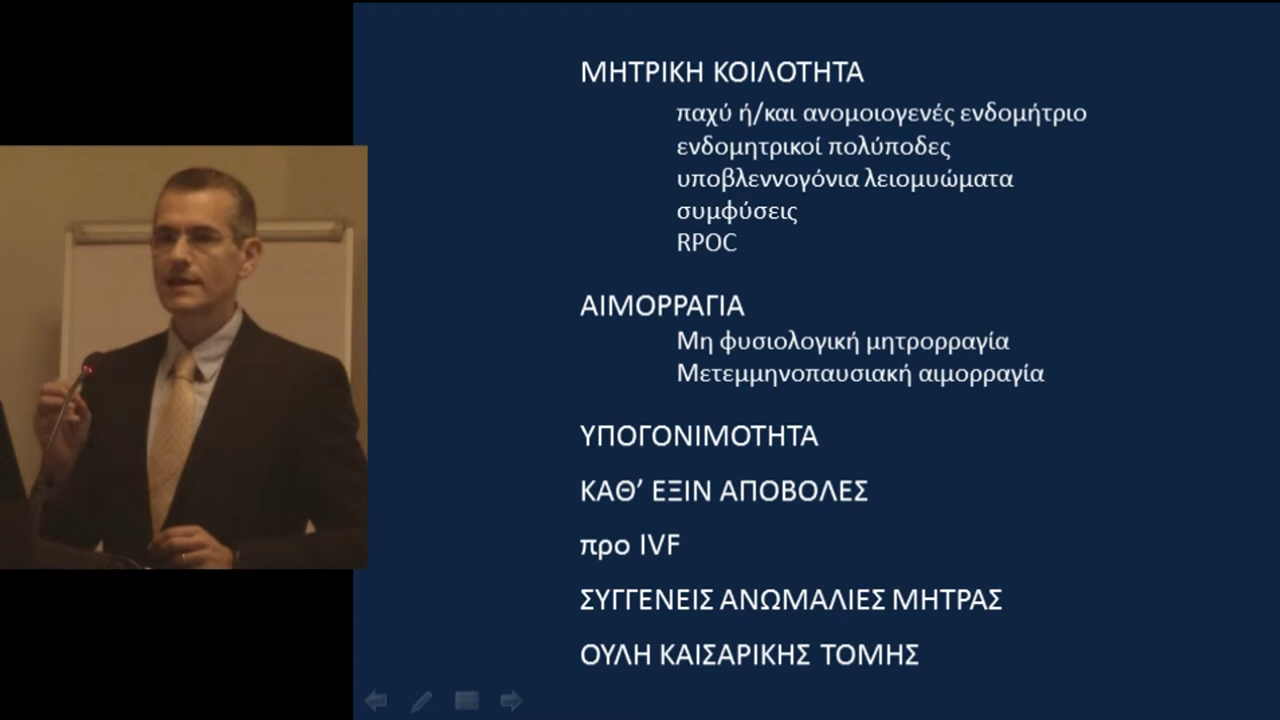 ΜΗΤΡΙΚΗ ΚΟΙΛΟΤΗΤΑ
παχύ ή/και ανομοιογενές ενδομήτριο
ενδομητρικοί πολύποδες
υποβλεννογόνια λειομυώματα
συμφύσεις
RPOC
ΑΙΜΟΡΡΑΓΙΑ
Μη φυσιολογική μητρορραγία
Μετεμμηνοπαυσιακή αιμορραγία
ΥΠΟΓΟΝΙΜΟΤΗΤΑ
ΚΑΘ’ ΕΞΙΝ ΑΠΟΒΟΛΕΣ
προ IVF
ΣΥΓΓΕΝΕΙΣ ΑΝΩΜΑΛΙΕΣ ΜΗΤΡΑΣ
ΟΥΛΗ ΚΑΙΣΑΡΙΚΗΣ ΤΟΜΗΣ